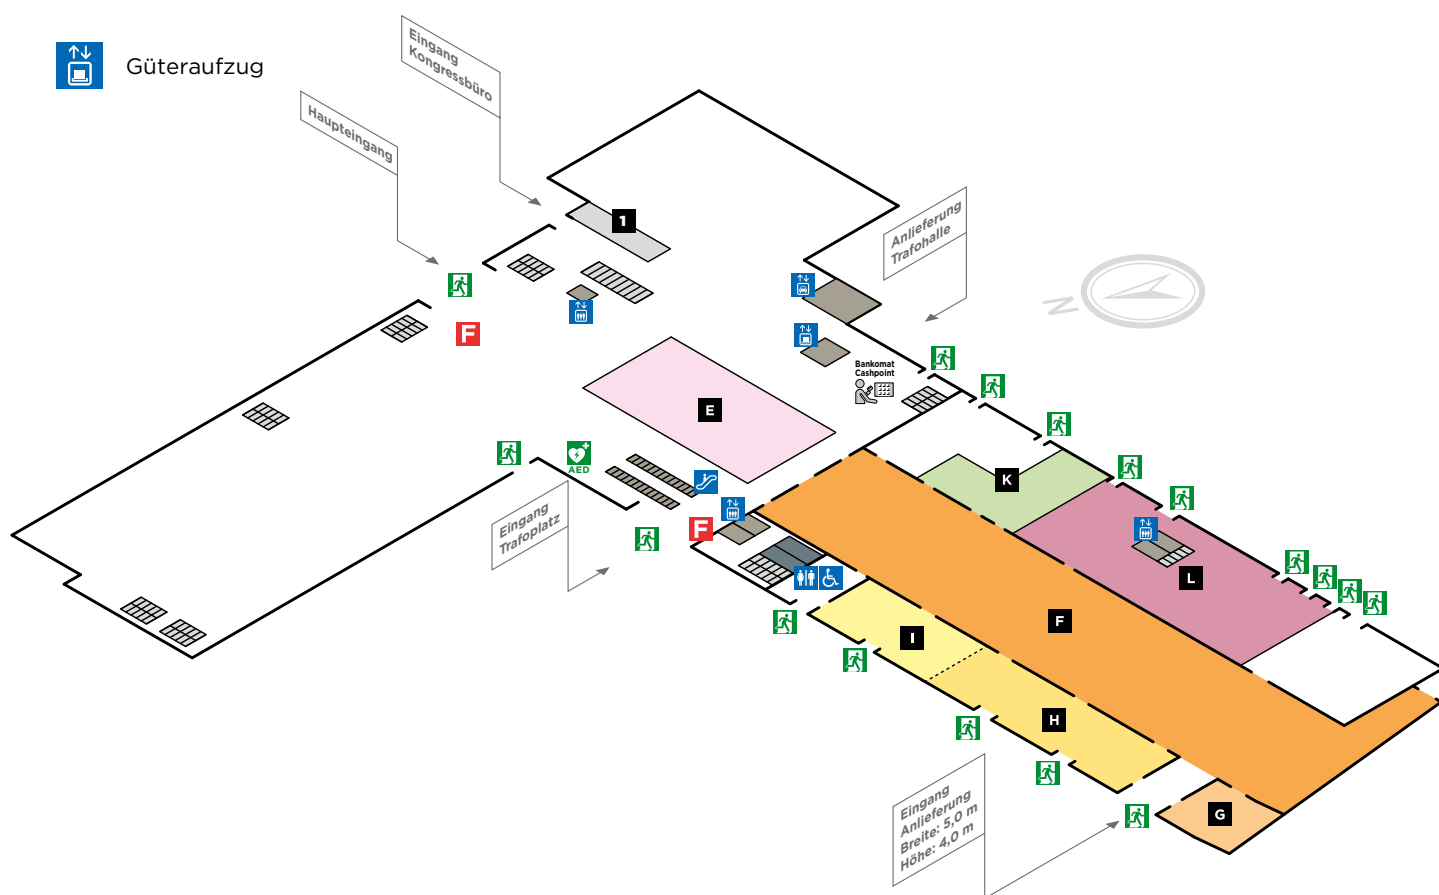 Güteraufzug
Eingang
Kongressbüro
Haupteingang
1
Anlieferung
Trafohalle
N
F
Bankomat
Cashpoint
E
AED
K
Eingang
Trafoplatz
F
L
F
I
H
Eingang
Anlieferung
Breite: 5,0 m
Höhe: 4,0 m
G